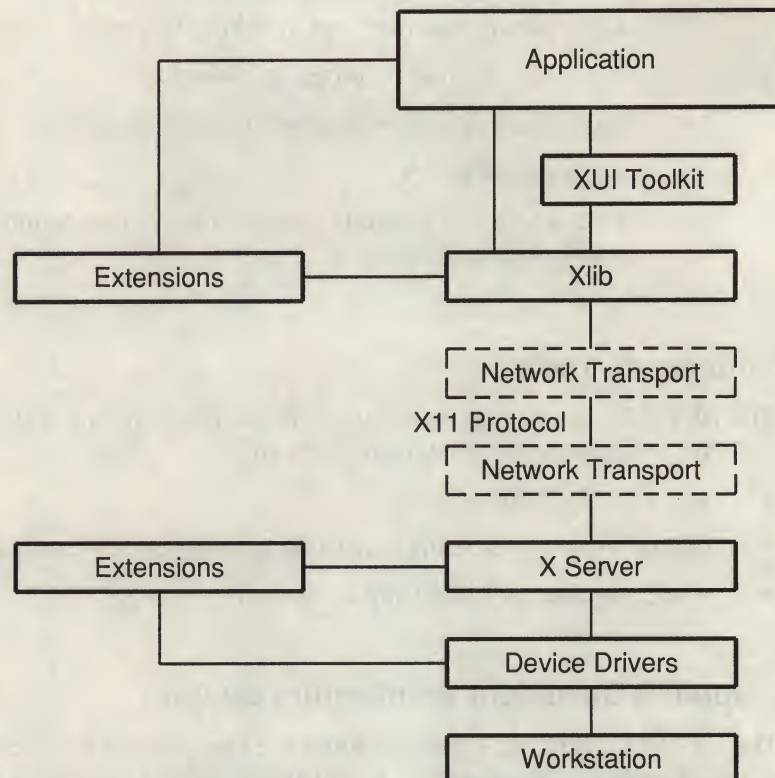 Application
XUI Toolkit
Extensions
Xlib
Network Transport
X11 Protocol
Network Transport
Extensions
X Server
Device Drivers
Workstation